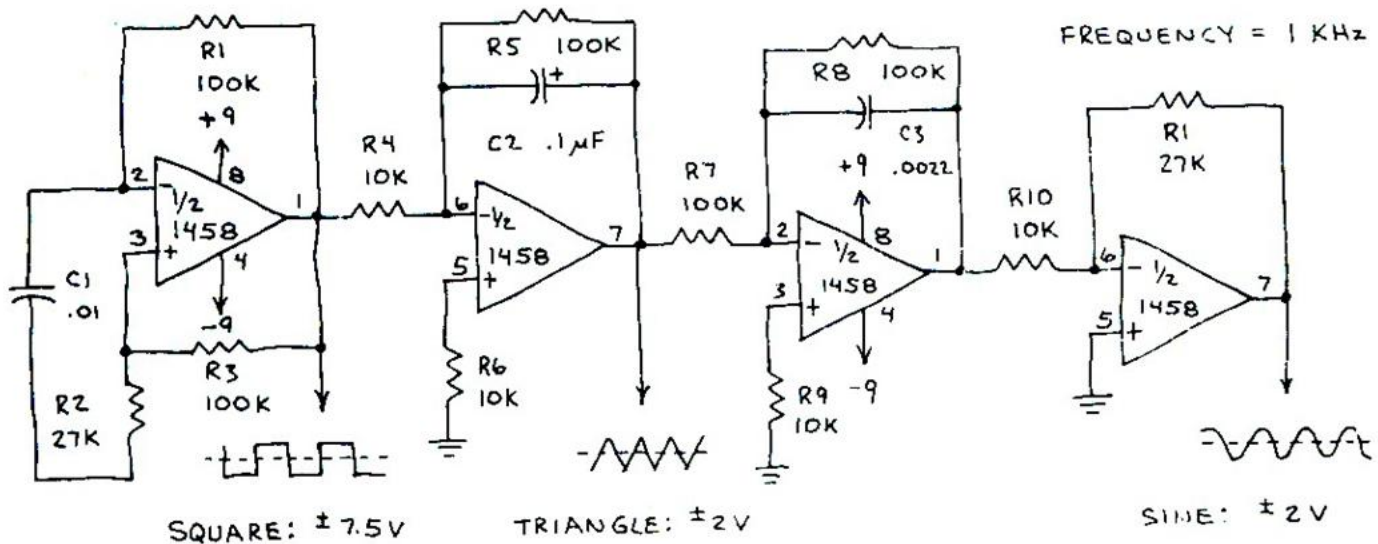 FREQUENCY = 1 KHz
R1
100K
+9
8
2
-
1/2
1458
3
+
1
4
-9
C1
.01
R3
100K
R2
27K
SQUARE: ±7.5V
R4
10K
R5 100K
+
C2 .1µF
6
-
1/2
1458
5
+
7
R6
10K
TRIANGLE: ±2V
R7
100K
R8 100K
C3
.0022
+9
8
2
-
1/2
1458
3
+
1
4
-9
R9
10K
R10
10K
R1
27K
6
-
1/2
1458
5
+
7
SINE: ±2V